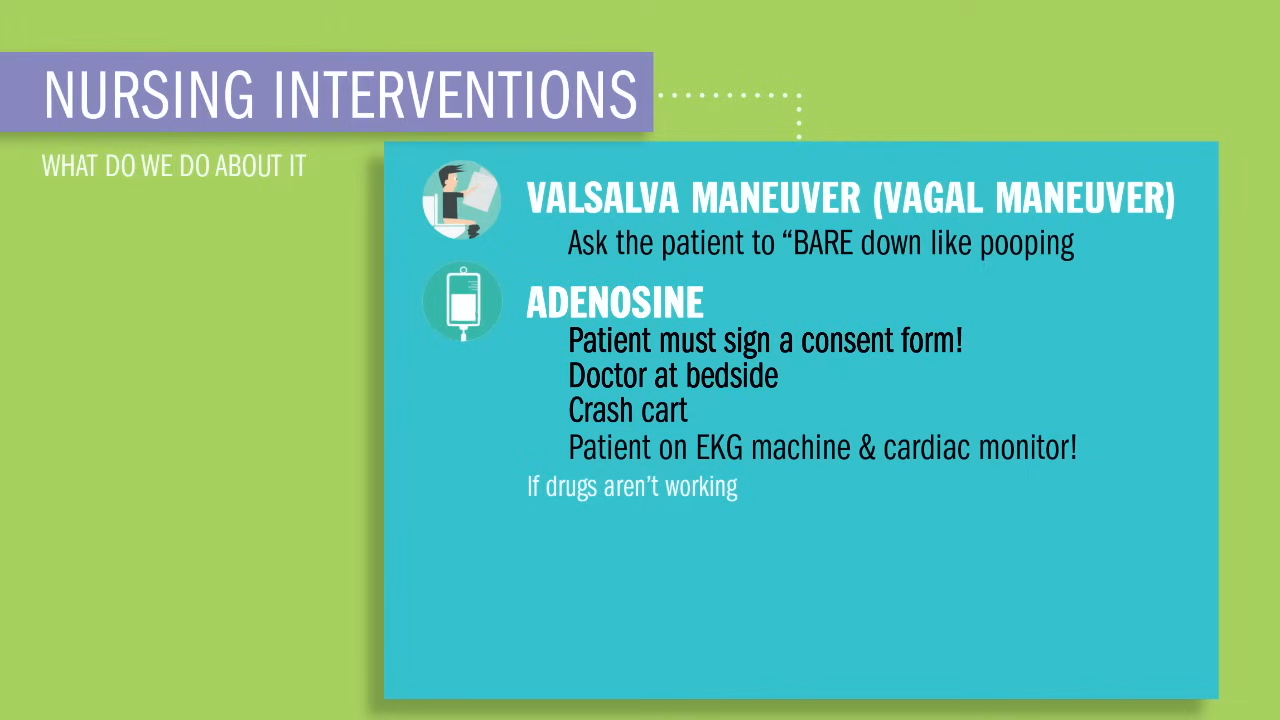 NURSING INTERVENTIONS
WHAT DO WE DO ABOUT IT
VALSALVA MANEUVER (VAGAL MANEUVER)
Ask the patient to “BARE down like pooping
ADENOSINE
Patient must sign a consent form!
Doctor at bedside
Crash cart
Patient on EKG machine & cardiac monitor!
If drugs aren’t working